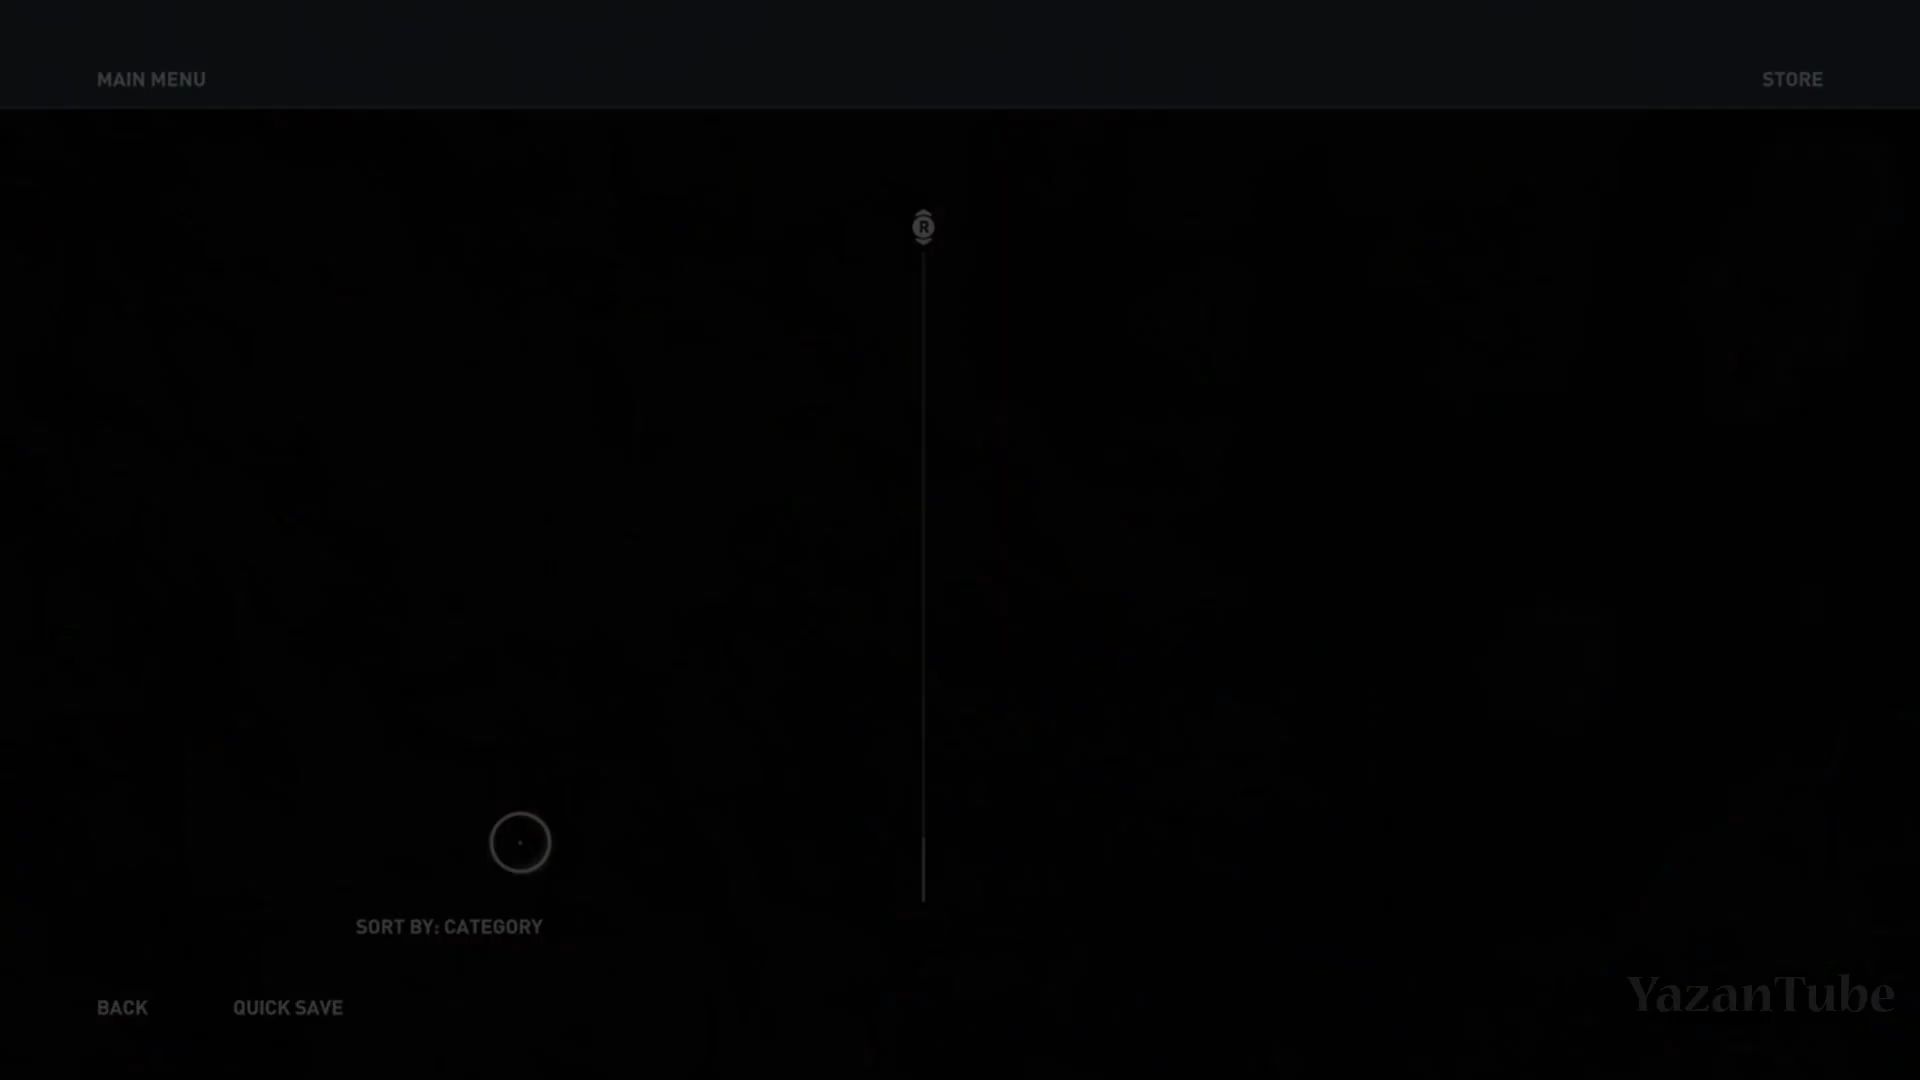 MAIN MENU
STORE
R
SORT BY: CATEGORY
BACK
QUICK SAVE
YazanTube